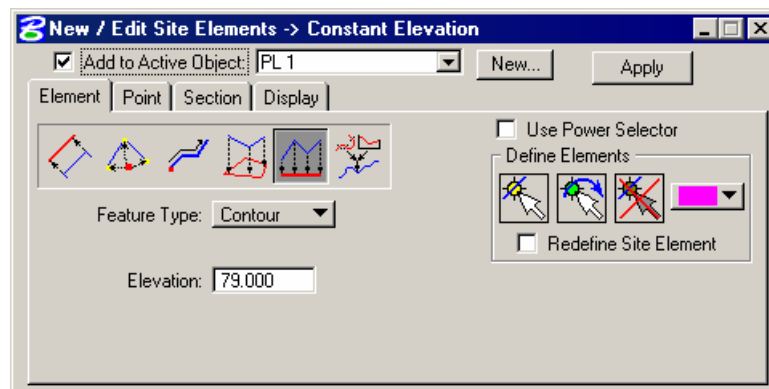 New / Edit Site Elements -> Constant Elevation
Add to Active Object: PL 1 New... Apply
Element Point Section Display
Use Power Selector
Define Elements
Feature Type: Contour
Redefine Site Element
Elevation: 79.000